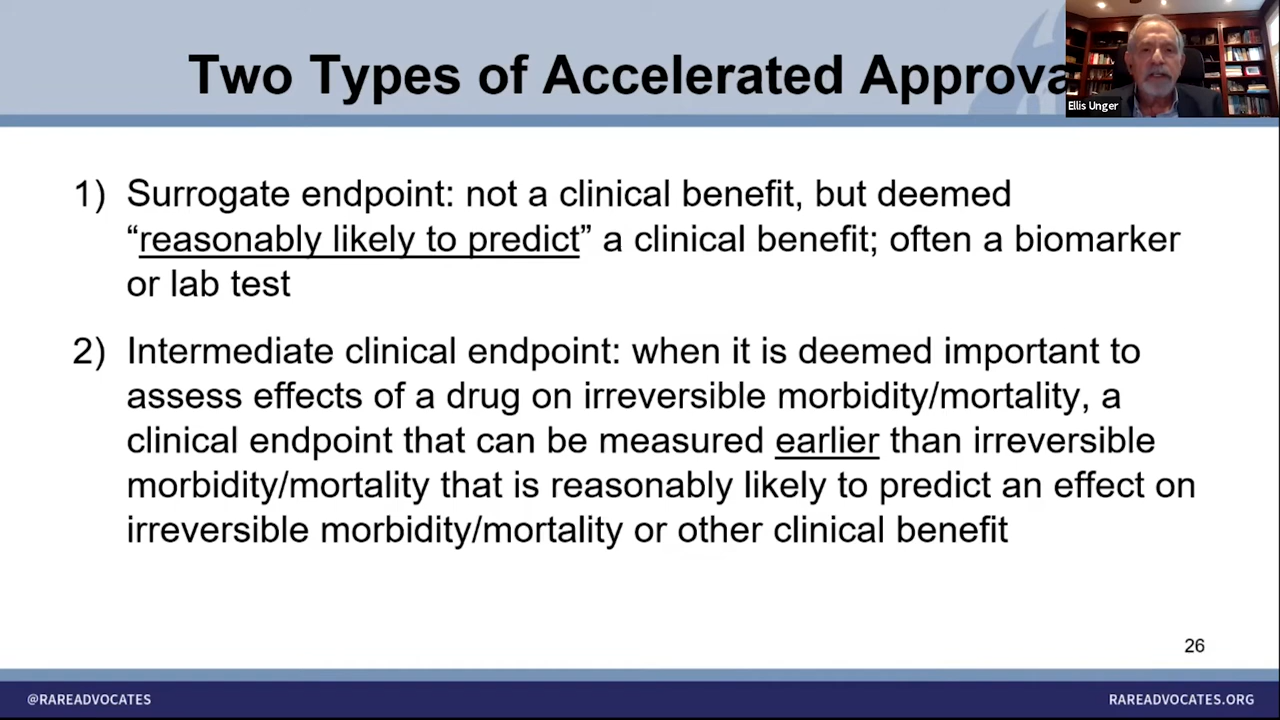 Two Types of Accelerated Approva
Ellis Unger
1) Surrogate endpoint: not a clinical benefit, but deemed
“reasonably likely to predict” a clinical benefit; often a biomarker
or lab test
2) Intermediate clinical endpoint: when it is deemed important to
assess effects of a drug on irreversible morbidity/mortality, a
clinical endpoint that can be measured earlier than irreversible
morbidity/mortality that is reasonably likely to predict an effect on
irreversible morbidity/mortality or other clinical benefit
26
@RAREADVOCATES
RAREADVOCATES.ORG